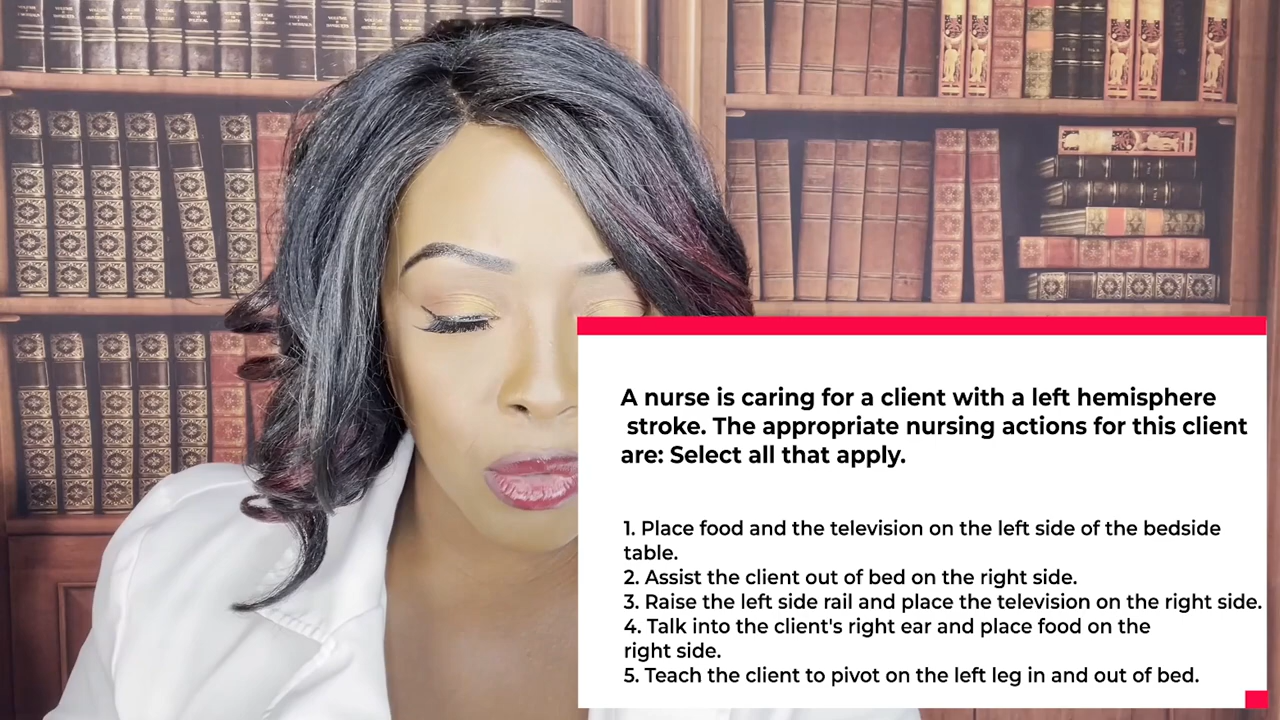 A nurse is caring for a client with a left hemisphere
stroke. The appropriate nursing actions for this client
are: Select all that apply.
1. Place food and the television on the left side of the bedside
table.
2. Assist the client out of bed on the right side.
3. Raise the left side rail and place the television on the right side.
4. Talk into the client's right ear and place food on the
right side.
5. Teach the client to pivot on the left leg in and out of bed.